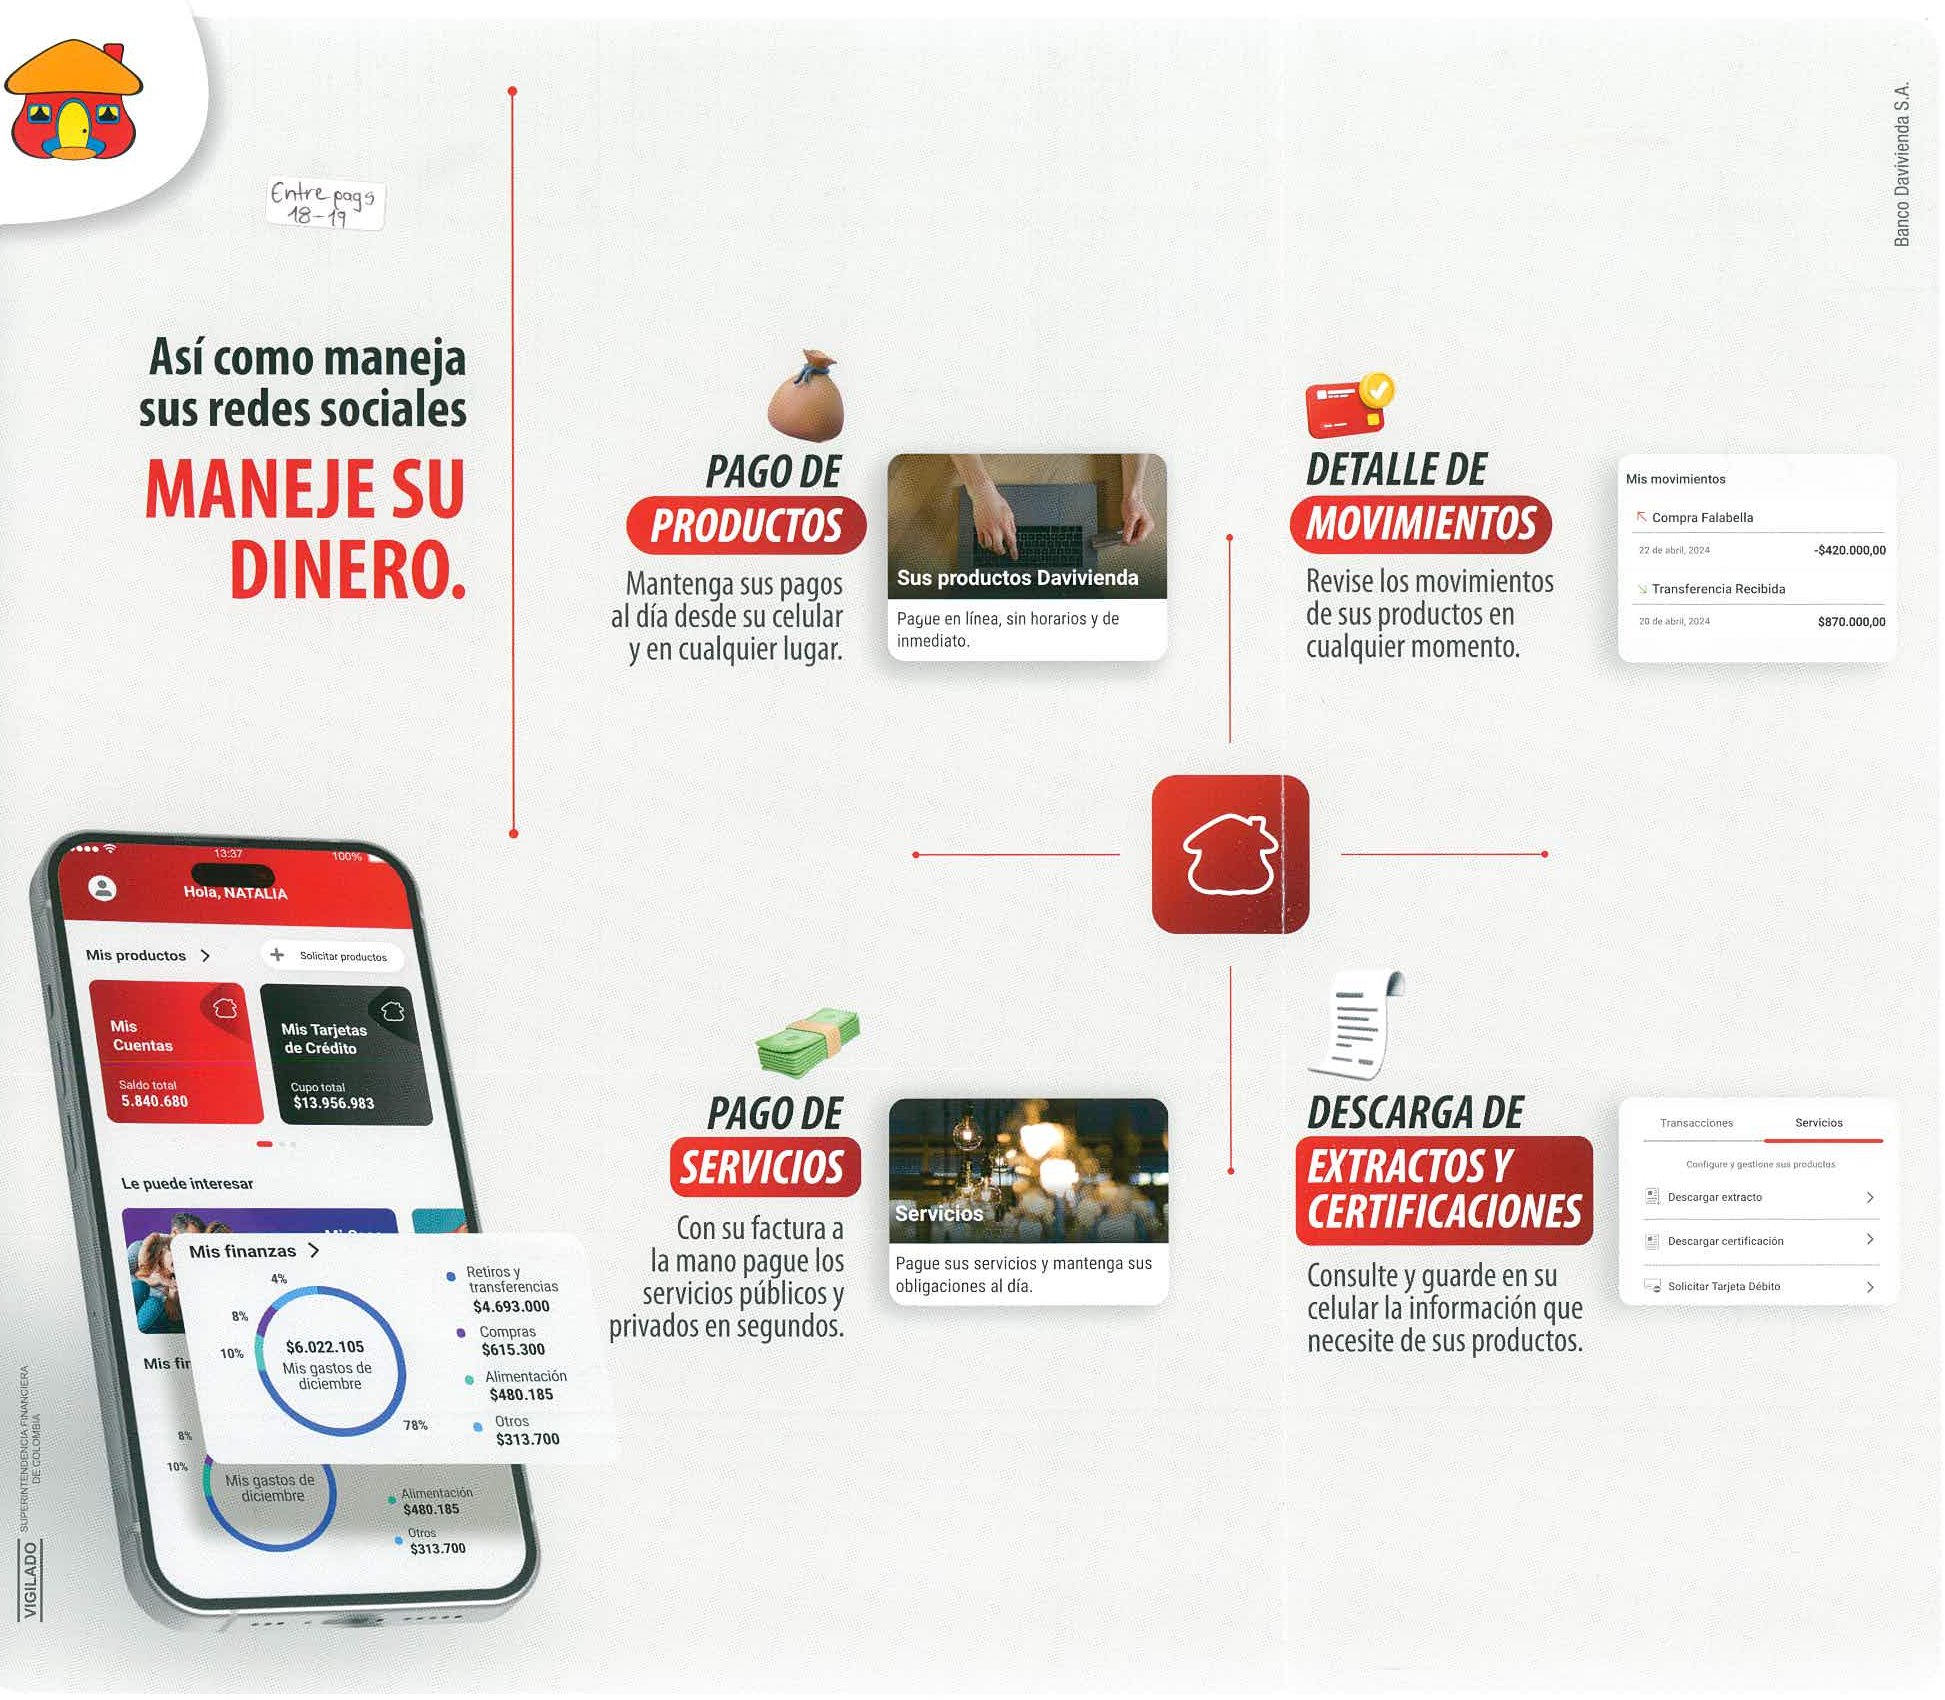 Entre pags
18-19
Banco Davivienda S.A.
Así como maneja
sus redes sociales
MANEJE SU
DINERO.
PAGO DE
PRODUCTOS
Mantenga sus pagos
al día desde su celular
y en cualquier lugar.
Sus productos Davivienda
Pague en línea, sin horarios y de
inmediato.
DETALLE DE
MOVIMIENTOS
Revise los movimientos
de sus productos en
cualquier momento.
Mis movimientos
Compra Falabella
22 de abril, 2024 -$420.000,00
Transferencia Recibida
20 de abril, 2024 $870.000,00
PAGO DE
SERVICIOS
Con su factura a
la mano pague los
servicios públicos y
privados en segundos.
Servicios
Pague sus servicios y mantenga sus
obligaciones al día.
DESCARGA DE
EXTRACTOS Y
CERTIFICACIONES
Consulte y guarde en su
celular la información que
necesite de sus productos.
Transacciones Servicios
Configure y gestione sus productos
Descargar extracto
Descargar certificación
Solicitar Tarjeta Débito
13:37 100%
Hola, NATALIA
Mis productos
Solicitar productos
Mis
Cuentas
Saldo total
5.840.680
Mis Tarjetas
de Crédito
Cupo total
$13.956.983
Le puede interesar
Mis finanzas
4%
8%
10%
78%
$6.022.105
Mis gastos de
diciembre
Retiros y
transferencias
$4.693.000
Compras
$615.300
Alimentación
$480.185
Otros
$313.700
Mis fin
8%
10%
Mis gastos de
diciembre
Alimentación
$480.185
Otros
$313.700
VIGILADO
SUPERINTENDENCIA FINANCIERA
DE COLOMBIA